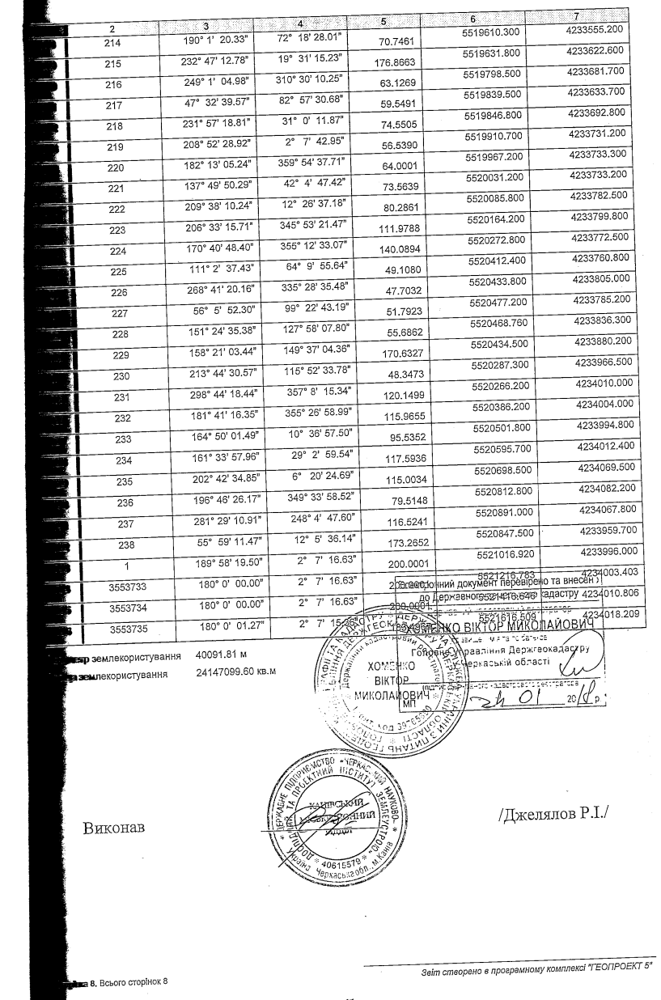 2 3 4 5 6 7
214 190° 1' 20.33" 72° 18' 28.01" 70.7461 5519610.300 4233555.200
215 232° 47' 12.78" 19° 31' 15.23" 176.8663 5519631.800 4233622.600
216 249° 1' 04.98" 310° 30' 10.25" 63.1269 5519798.500 4233681.700
217 47° 32' 39.57" 82° 57' 30.68" 59.5491 5519839.500 4233633.700
218 231° 57' 18.81" 31° 0' 11.87" 74.5505 5519846.800 4233692.800
219 208° 52' 28.92" 2° 7' 42.95" 56.5390 5519910.700 4233731.200
220 182° 13' 05.24" 359° 54' 37.71" 64.0001 5519967.200 4233733.300
221 137° 49' 50.29" 42° 4' 47.42" 73.5639 5520031.200 4233733.200
222 209° 38' 10.24" 12° 26' 37.18" 80.2861 5520085.800 4233782.500
223 206° 33' 15.71" 345° 53' 21.47" 111.9788 5520164.200 4233799.800
224 170° 40' 48.40" 355° 12' 33.07" 140.0894 5520272.800 4233772.500
225 111° 2' 37.43" 64° 9' 55.64" 49.1080 5520412.400 4233760.800
226 268° 41' 20.16" 335° 28' 35.48" 47.7032 5520433.800 4233805.000
227 56° 5' 52.30" 99° 22' 43.19" 51.7923 5520477.200 4233785.200
228 151° 24' 35.38" 127° 58' 07.80" 55.6862 5520468.760 4233836.300
229 158° 21' 03.44" 149° 37' 04.36" 170.6327 5520434.500 4233880.200
230 213° 44' 30.57" 115° 52' 33.78" 48.3473 5520287.300 4233966.500
231 298° 44' 18.44" 357° 8' 15.34" 120.1499 5520266.200 4234010.000
232 181° 41' 16.35" 355° 26' 58.99" 115.9655 5520386.200 4234004.000
233 164° 50' 01.49" 10° 36' 57.50" 95.5352 5520501.800 4233994.800
234 161° 33' 57.96" 29° 2' 59.54" 117.5936 5520595.700 4234012.400
235 202° 42' 34.85" 6° 20' 24.69" 115.0034 5520698.500 4234069.500
236 196° 46' 26.17" 349° 33' 58.52" 79.5148 5520812.800 4234082.200
237 281° 29' 10.91" 248° 4' 47.60" 116.5241 5520891.000 4234067.800
238 55° 59' 11.47" 12° 5' 36.14" 173.2652 5520847.500 4233959.700
1 189° 58' 19.50" 2° 7' 16.63" 200.0001 5521016.920 4233996.000
3553733 180° 0' 00.00" 2° 7' 16.63" 200.0001 5521216.783 4234003.403
3553734 180° 0' 00.00" 2° 7' 16.63" 200.0001 5521416.646 4234010.806
3553735 180° 0' 01.27" 2° 7' 5521616.509 4234018.209
Електронний документ перевірено та внесен
до Державного земельного кадастру
ХОМЕНКО ВІКТОР МИКОЛАЙОВИЧ
Головне управління Держгеокадастру
у Черкаській області
МП 01 2018 р.
ХОМЕНКО
ВІКТОР
МИКОЛАЙОВИЧ
землекористування 40091.81 м
землекористування 24147099.60 кв.м
ДЕРЖАВНЕ ПІДПРИЄМСТВО «ЧЕРКАСЬКИЙ НАУКОВО-
ДОСЛІДНИЙ ТА ПРОЕКТНИЙ ІНСТИТУТ ЗЕМЛЕУСТРОЮ»
КАНІВСЬКИЙ
ВІДДІЛ
* 40615579 *
Україна Черкаська обл., м.Канів
Виконав /Джелялов Р.І./
Звіт створено в програмному комплексі "ГЕОПРОЕКТ 5"
8. Всього сторінок 8